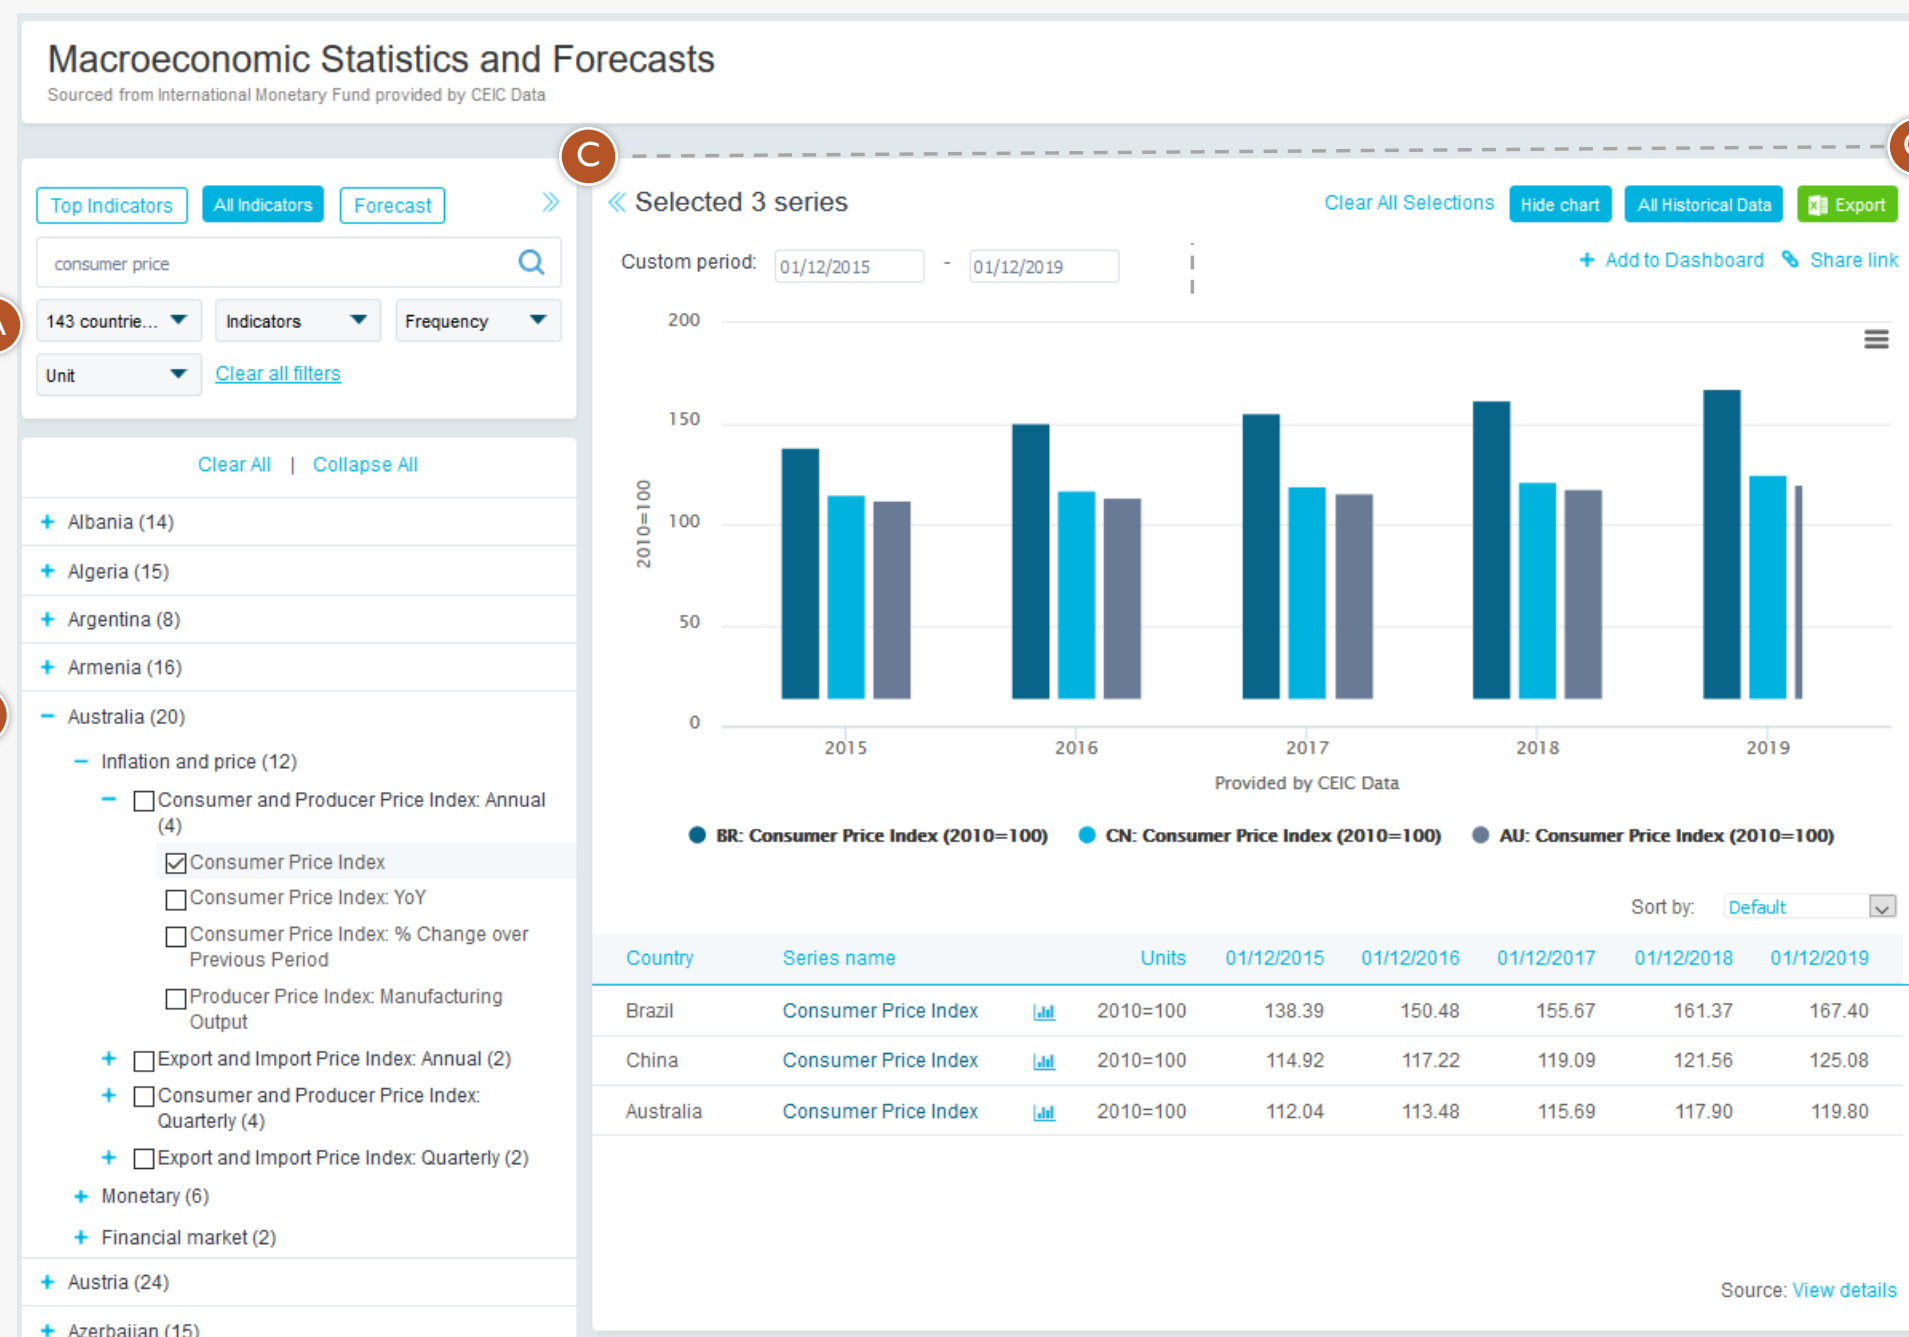 Macroeconomic Statistics and Forecasts
Sourced from International Monetary Fund provided by CEIC Data
C
Top Indicators All Indicators Forecast
consumer price
143 countrie... Indicators Frequency
Unit Clear all filters
Clear All | Collapse All
Albania (14)
Algeria (15)
Argentina (8)
Armenia (16)
Australia (20)
Inflation and price (12)
Consumer and Producer Price Index: Annual
(4)
Consumer Price Index
Consumer Price Index: YoY
Consumer Price Index: % Change over
Previous Period
Producer Price Index: Manufacturing
Output
Export and Import Price Index: Annual (2)
Consumer and Producer Price Index:
Quarterly (4)
Export and Import Price Index: Quarterly (2)
Monetary (6)
Financial market (2)
Austria (24)
Azerbaijan (15)
Selected 3 series Clear All Selections Hide chart All Historical Data Export
Custom period: 01/12/2015 - 01/12/2019 + Add to Dashboard Share link
200
150
100
50
0
2010=100
2015 2016 2017 2018 2019
Provided by CEIC Data
BR: Consumer Price Index (2010=100) CN: Consumer Price Index (2010=100) AU: Consumer Price Index (2010=100)
Sort by: Default
Country Series name Units 01/12/2015 01/12/2016 01/12/2017 01/12/2018 01/12/2019
Brazil Consumer Price Index 2010=100 138.39 150.48 155.67 161.37 167.40
China Consumer Price Index 2010=100 114.92 117.22 119.09 121.56 125.08
Australia Consumer Price Index 2010=100 112.04 113.48 115.69 117.90 119.80
Source: View details